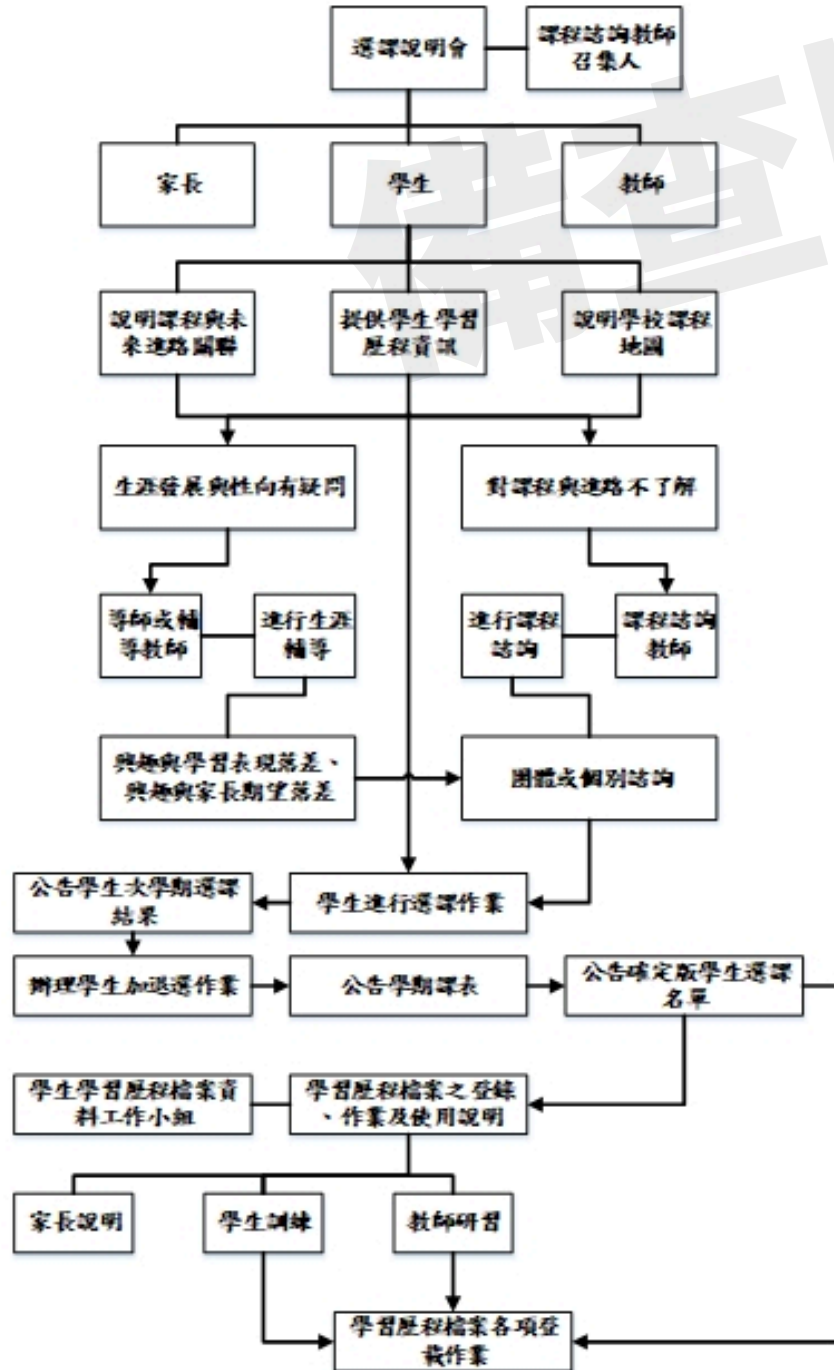 選課說明會
課程諮詢教師
召集人
家長
學生
教師
說明課程與未
來進路關聯
提供學生學習
歷程資訊
說明學校課程
地圖
生涯發展與性向有疑問
對課程與進路不了解
導師或輔
導教師
進行生涯
輔導
進行課程
諮詢
課程諮詢
教師
興趣與學習表現落差、
興趣與家長期望落差
團體或個別諮詢
公告學生次學期選課
結果
學生進行選課作業
辦理學生加退選作業
公告學期課表
公告確定版學生選課
名單
學生學習歷程檔案資
料工作小組
學習歷程檔案之登錄
、作業及使用說明
家長說明
學生訓練
教師研習
學習歷程檔案各項登
載作業
備查